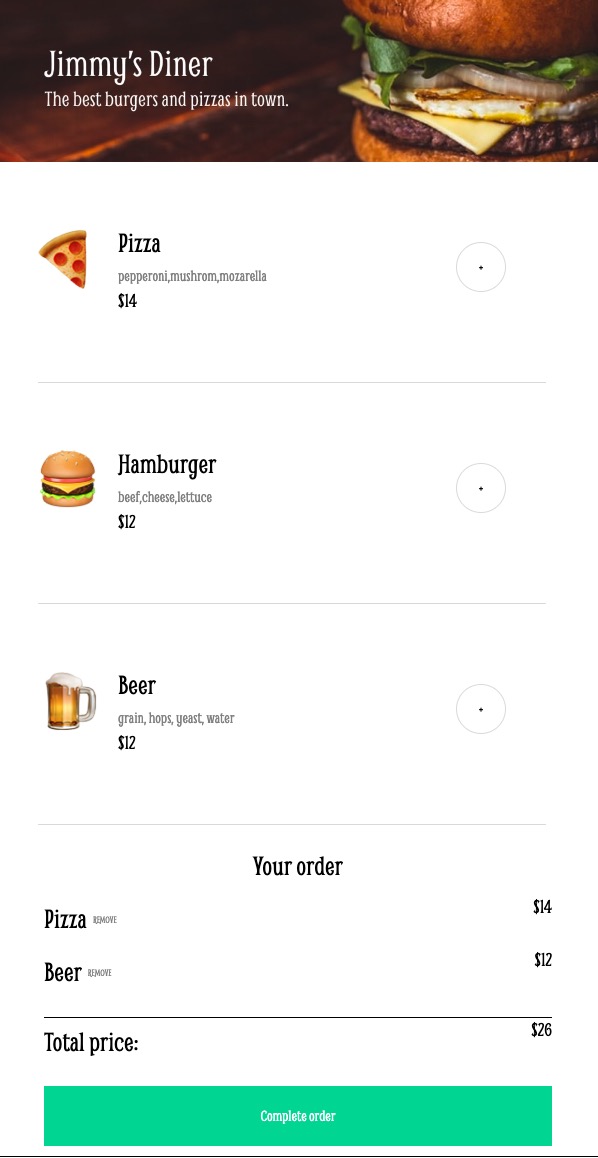 Jimmy's Diner
The best burgers and pizzas in town.
Pizza
pepperoni,mushrom,mozarella
$14
+
Hamburger
beef,cheese,lettuce
$12
+
Beer
grain, hops, yeast, water
$12
+
Your order
Pizza REMOVE $14
Beer REMOVE $12
Total price: $26
Complete order